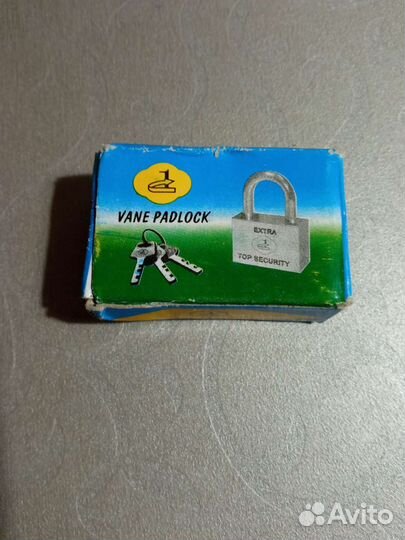 VANE PADLOCK
EXTRA
TOP SECURITY
Avito